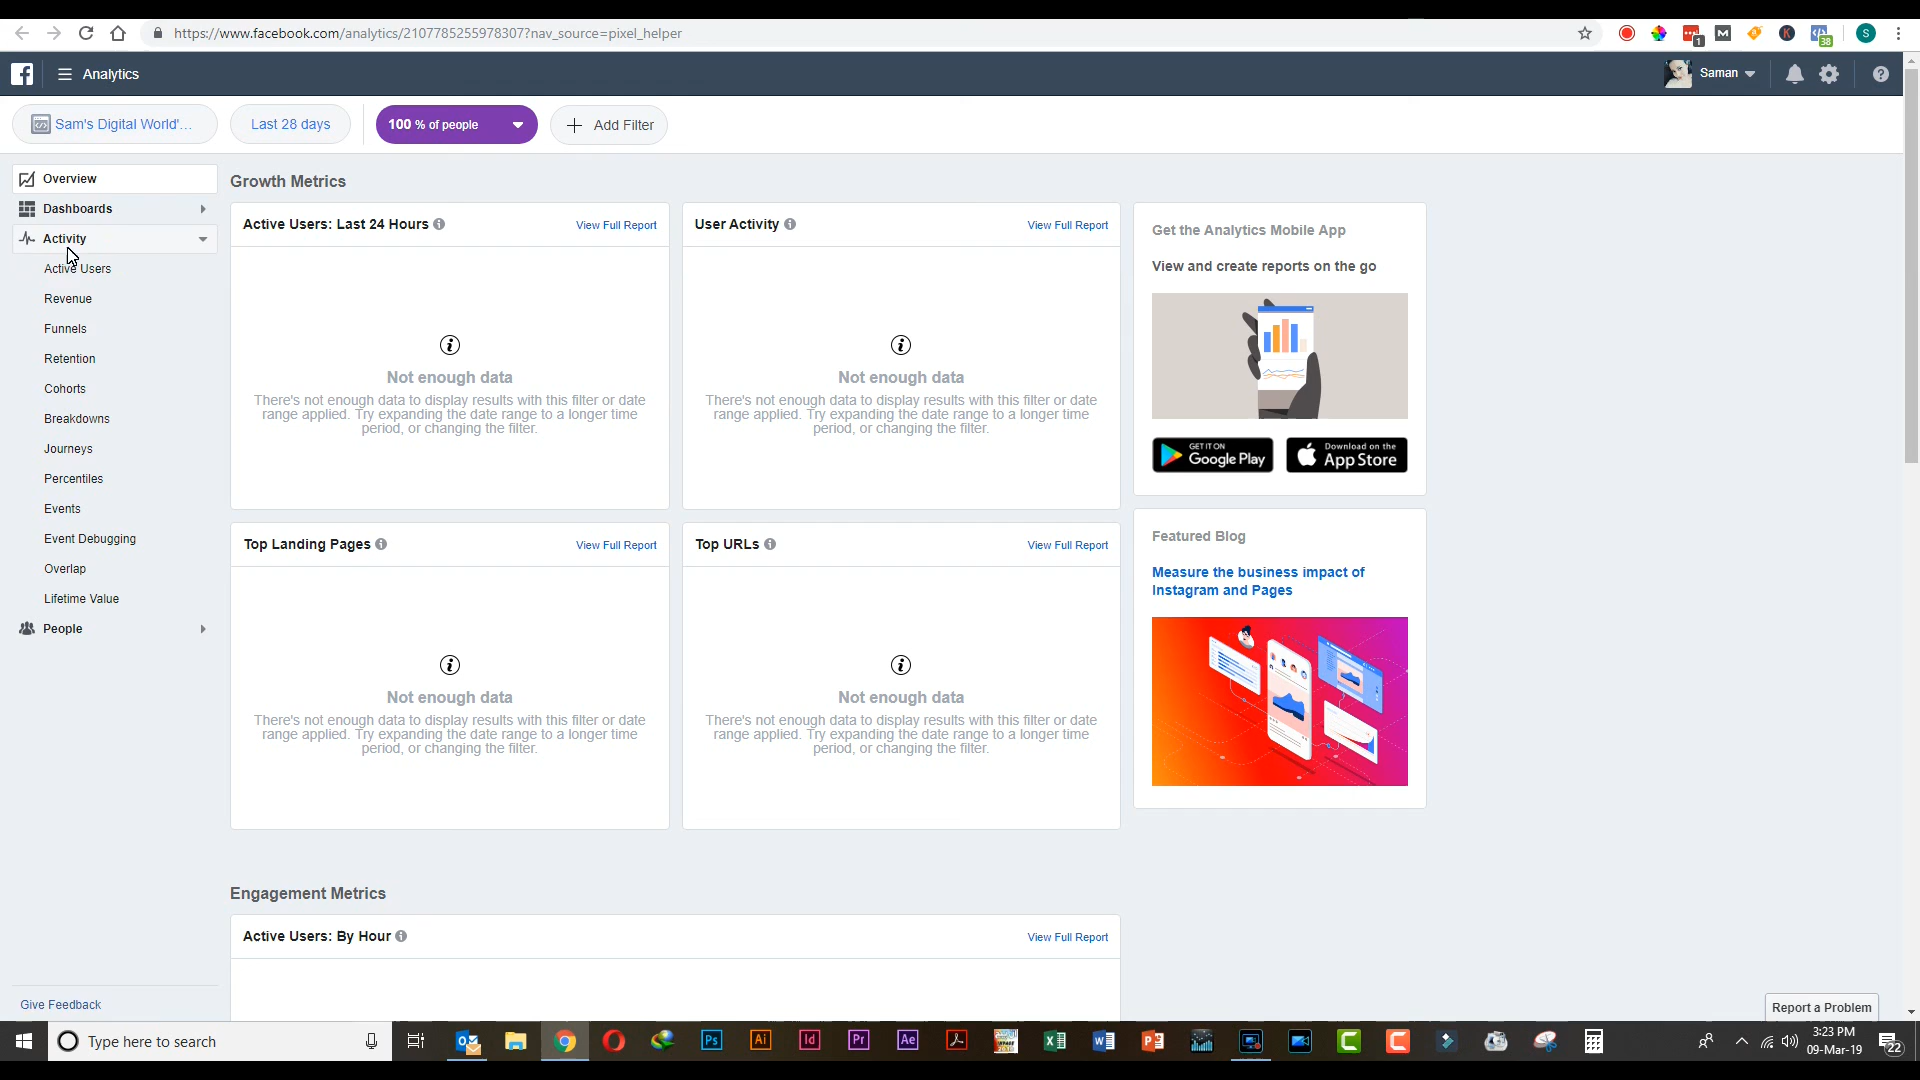 https://www.facebook.com/analytics/2107785255978307?nav_source=pixel_helper
1
38
S
Analytics
Saman
Sam's Digital World'...
Last 28 days
100 % of people
Add Filter
Overview
Dashboards
Activity
Active Users
Revenue
Funnels
Retention
Cohorts
Breakdowns
Journeys
Percentiles
Events
Event Debugging
Overlap
Lifetime Value
People
Give Feedback
Growth Metrics
Active Users: Last 24 Hours
View Full Report
Not enough data
There's not enough data to display results with this filter or date
range applied. Try expanding the date range to a longer time
period, or changing the filter.
User Activity
View Full Report
Not enough data
There's not enough data to display results with this filter or date
range applied. Try expanding the date range to a longer time
period, or changing the filter.
Top Landing Pages
View Full Report
Not enough data
There's not enough data to display results with this filter or date
range applied. Try expanding the date range to a longer time
period, or changing the filter.
Top URLs
View Full Report
Not enough data
There's not enough data to display results with this filter or date
range applied. Try expanding the date range to a longer time
period, or changing the filter.
Get the Analytics Mobile App
View and create reports on the go
GET IT ON
Google Play
Download on the
App Store
Featured Blog
Measure the business impact of
Instagram and Pages
Engagement Metrics
Active Users: By Hour
View Full Report
Report a Problem
Type here to search
Ps
Ai
Id
Pr
Ae
3:23 PM
09-Mar-19
22